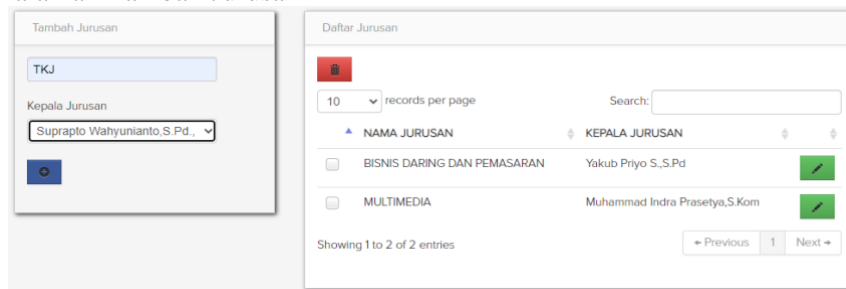 Tambah Jurusan
TKJ
Kepala Jurusan
Suprapto Wahyunianto,S.Pd.,
Daftar Jurusan
10 records per page
Search:
NAMA JURUSAN KEPALA JURUSAN
BISNIS DARING DAN PEMASARAN Yakub Priyo S.,S.Pd
MULTIMEDIA Muhammad Indra Prasetya,S.Kom
Showing 1 to 2 of 2 entries
← Previous 1 Next →